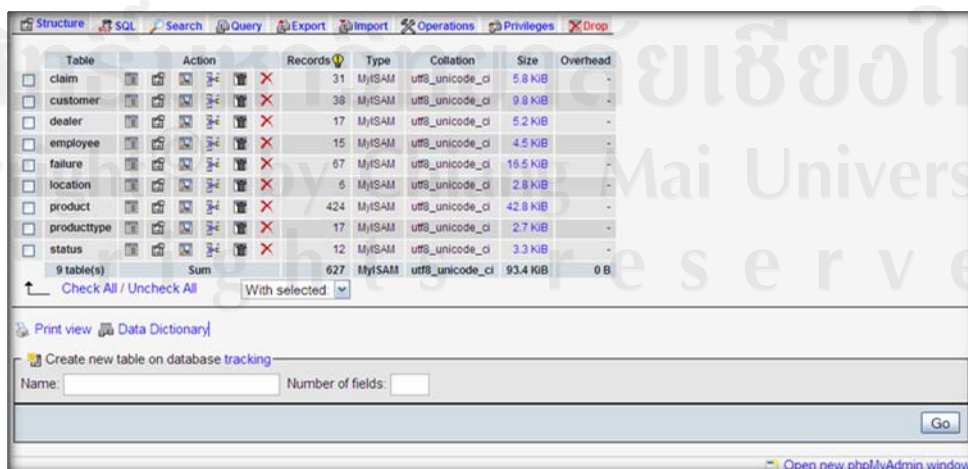 Structure SQL Search Query Export Import Operations Privileges Drop
Table Action Records Type Collation Size Overhead
claim 31 MyISAM utf8_unicode_ci 5.8 KiB -
customer 38 MyISAM utf8_unicode_ci 9.8 KiB -
dealer 17 MyISAM utf8_unicode_ci 5.2 KiB -
employee 15 MyISAM utf8_unicode_ci 4.5 KiB -
failure 67 MyISAM utf8_unicode_ci 16.5 KiB -
location 6 MyISAM utf8_unicode_ci 2.8 KiB -
product 424 MyISAM utf8_unicode_ci 42.8 KiB -
producttype 17 MyISAM utf8_unicode_ci 2.7 KiB -
status 12 MyISAM utf8_unicode_ci 3.3 KiB -
9 table(s) Sum 627 MyISAM utf8_unicode_ci 93.4 KiB 0 B
Check All / Uncheck All With selected:
Print view Data Dictionary
Create new table on database tracking
Name: Number of fields:
Go
Open new phpMyAdmin window
by Mai Univers
rights reserve